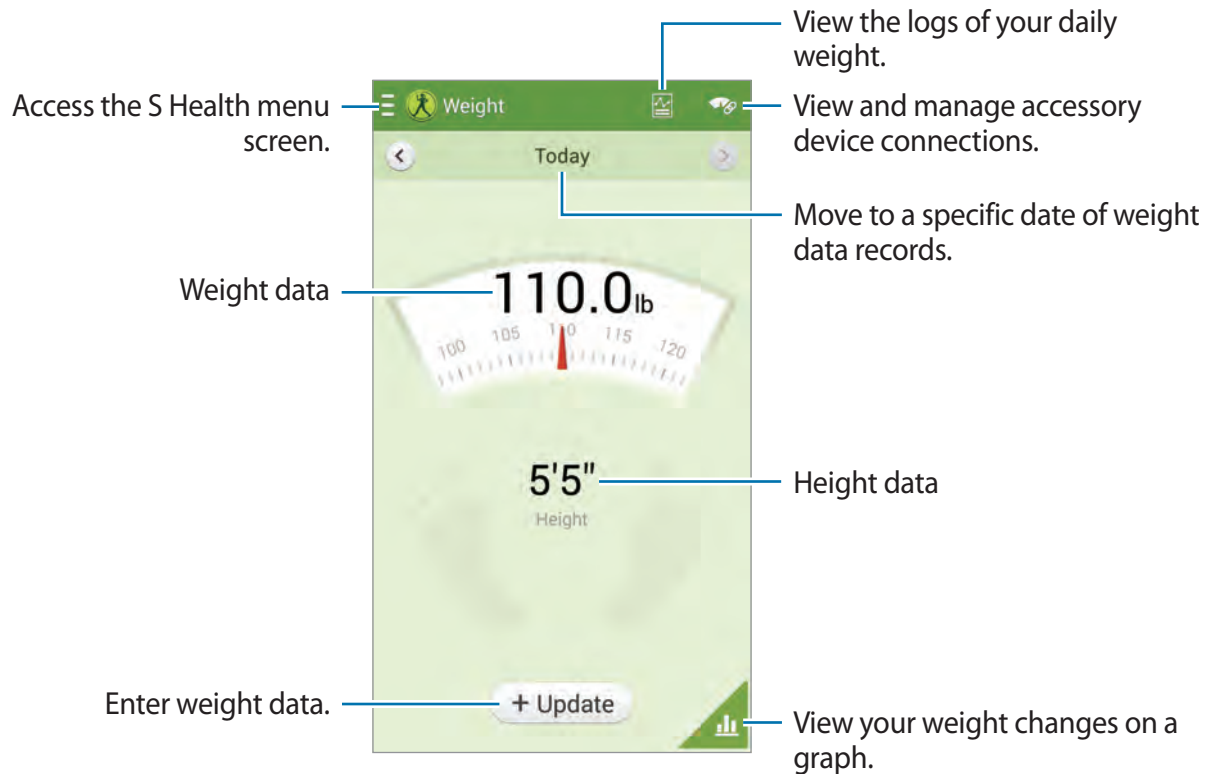 View the logs of your daily
weight.
Access the S Health menu
screen.
Weight
View and manage accessory
device connections.
Today
Move to a specific date of weight
data records.
Weight data
110.0lb
100 105 110 115 120
5'5"
Height
Height data
Enter weight data.
+ Update
View your weight changes on a
graph.